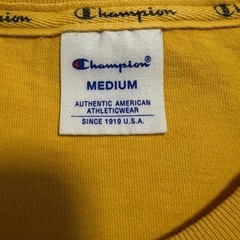 Champion Champion
Champion®
MEDIUM
AUTHENTIC AMERICAN
ATHLETICWEAR
SINCE 1919 U.S.A.